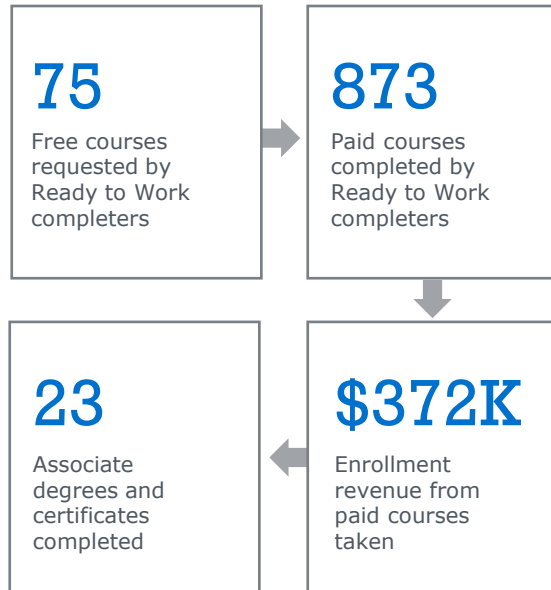 75
Free courses
requested by
Ready to Work
completers
873
Paid courses
completed by
Ready to Work
completers
$372K
Enrollment
revenue from
paid courses
taken
23
Associate
degrees and
certificates
completed